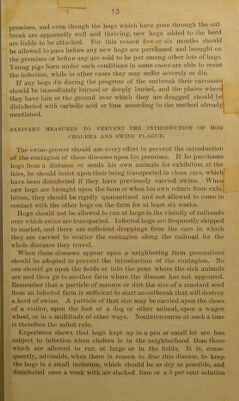 53
premises, and even though the hogs which have gone through the out-
break are apparently well and thriving, new hogs added to the herd
are liable to be attacked. For this reason five or six months should
be allowed to pass before any new hogs are purchased and brought on
the premises or before any are sold to be put among other lots of hogs.
Young pigs born under such conditions in some cases are able to resist
the infection, while in other cases they may suffer severely or die.
If any hogs die during the progress of the outbreak their carcasses
should be immediately burned or deeply buried, and the places where
they have lain or the ground over which they are dragged should be
disinfected with carbolic acid or lime according to the method already
mentioned.
SANITARY MEASURES TO PREVENT THE INTRODUCTION OF HOG
CHOLERA AND SWINE PLAGUE.
The swine-grower should use every effort to prevent the introduction
of the contagion of these diseases upon his premises. If he purchases
hogs from a distance or sends his own animals for exhibition at the
fairs, he should insist upon their being transported in clean cars, which
have been disinfected if they have previously carried swine. When
new hogs are brought upon the farm or when his own return from exhi-
bition, they should be rigidly quarantined and not allowed to come in
contact with the other hogs on the farm for at least six weeks.
Hogs should not be allowed to ran at large in the vicinity of railroads
over which swine are transported. Infected hogs are frequently shipped
to market, and there are sufficient droppings from the cars in which
they are carried to scatter the contagion along the railroad for the
whole distance they travel.
When these diseases appear upon a neighboring farm precautions
should be adopted to prevent the introduction of the contagion. No
one should go upon the fields or into the pens where the sick animals
are and then go to another farm where the disease has not appeared.
Remember that a particle of manure or dirt the size of a mustard seed
from an infected farm is sufficient to start an outbreak that will destroy
a herd of swine. A particle of that size may be carried upon the shoes
of a visitor, upon the feet of a dog or other animal, upon a wagon
wheel, or in a multitude of other ways. Nonintercourse at such a time
is therefore the safest rule.
Experience shows that hogs kept up in a pen or small lot are less
subject to infection when cholera is in the neighborhood than those
which are allowed to run at large or in the fields. It is, conse-
quently, advisable, when there is reason to fear this disease, to keep
the hogs in a small inclosure, which should be as dry as possible, and
disinfected once a week with air-slacked lime or a 5 per cent solution